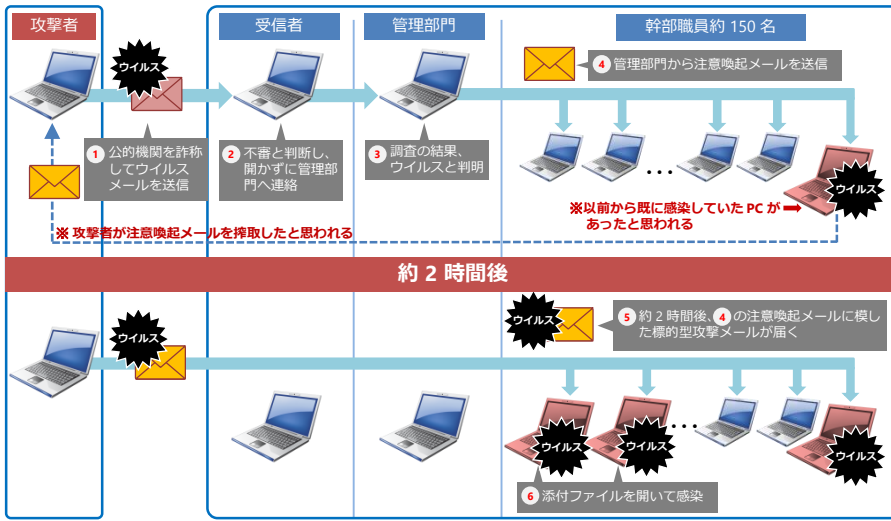 攻撃者
受信者
管理部門
幹部職員約 150 名
ウイルス
4 管理部門から注意喚起メールを送信
1 公的機関を詐称
してウイルス
メールを送信
2 不審と判断し、
開かずに管理部
門へ連絡
3 調査の結果、
ウイルスと判明
...
ウイルス
※以前から既に感染していた PC が
あったと思われる
※ 攻撃者が注意喚起メールを搾取したと思われる
約 2 時間後
ウイルス
ウイルス
5 約 2 時間後、4 の注意喚起メールに模し
た標的型攻撃メールが届く
...
ウイルス
ウイルス
ウイルス
6 添付ファイルを開いて感染